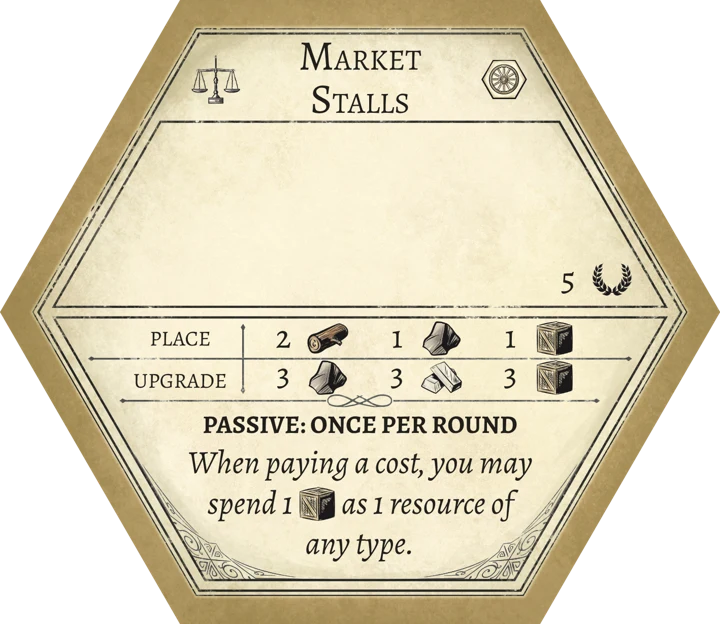 MARKET
STALLS
5
PLACE 2 1 1
UPGRADE 3 3 3
PASSIVE: ONCE PER ROUND
When paying a cost, you may
spend 1 as 1 resource of
any type.